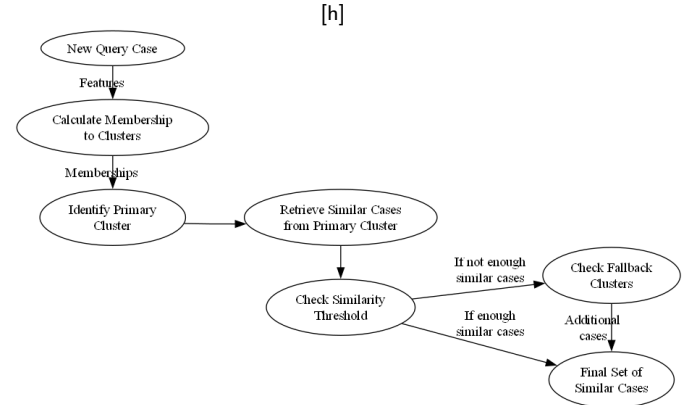 [h]
New Query Case
Features
Calculate Membership
to Clusters
Memberships
Identify Primary
Cluster
Retrieve Similar Cases
from Primary Cluster
Check Similarity
Threshold
If not enough
similar cases
If enough
similar cases
Check Fallback
Clusters
Additional
cases
Final Set of
Similar Cases